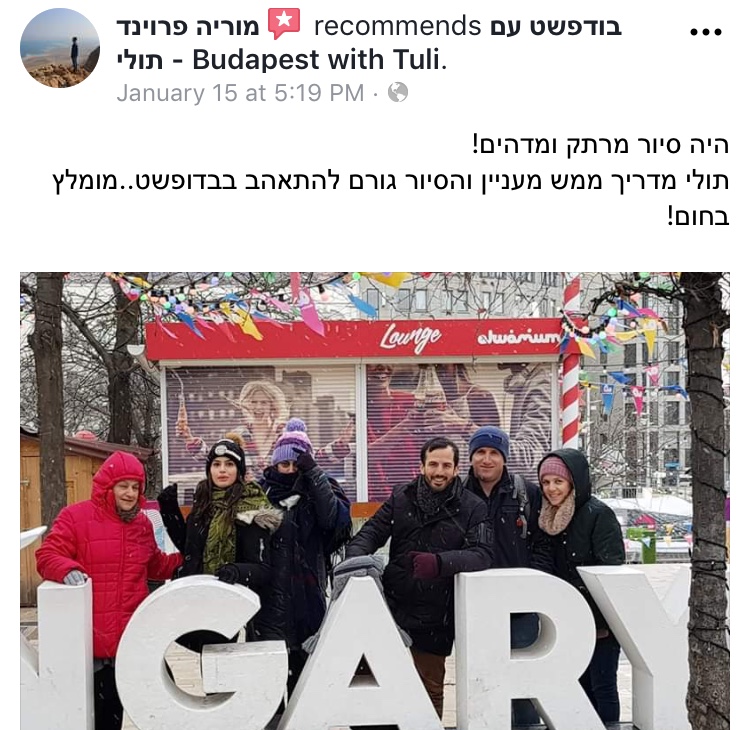 מוריה פרוינד recommends בודפשט עם
תולי - Budapest with Tuli.
January 15 at 5:19 PM ·
היה סיור מרתק ומדהים!
תולי מדריך ממש מעניין והסיור גורם להתאהב בבדופשט..מומלץ
בחום!
Lounge
akvárium
NGARY